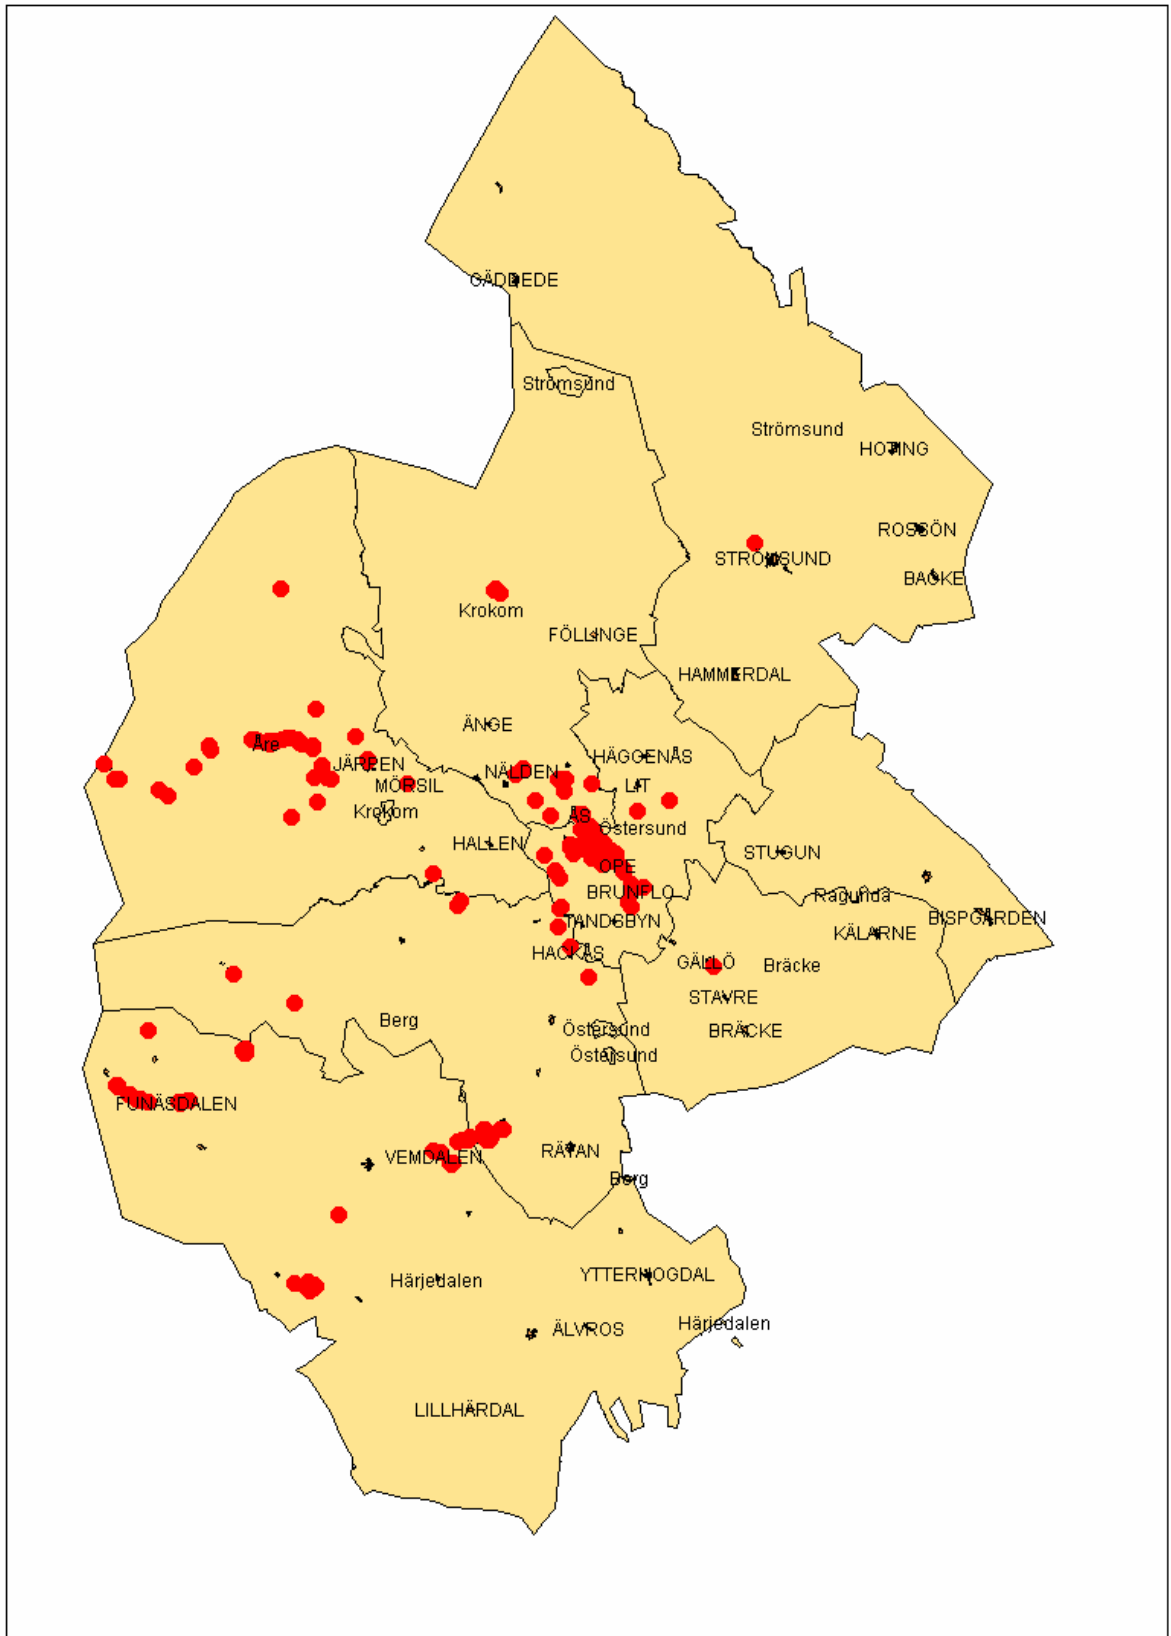 GÄDDEDE
Strömsund
Strömsund
HOTING
ROSSÖN
STRÖMSUND
BACKE
Krokom
FÖLLINGE
HAMMERDAL
ÄNGE
Åre
HÄGGENÅS
JÄRPEN
NÄLDEN
MÖRSIL
LIT
Krokom
ÅS
Östersund
HALLEN
STUGUN
OPE
BRUNFLO
Ragunda
TANDSBYN
BISPGÅRDEN
KÄLARNE
HACKÅS
GÄLLÖ
Bräcke
STAVRE
Berg
Östersund
BRÄCKE
Östersund
FUNÄSDALEN
VEMDALEN
RÄTAN
Berg
Härjedalen
YTTERHOGDAL
ÄLVROS
Härjedalen
LILLHÄRDAL